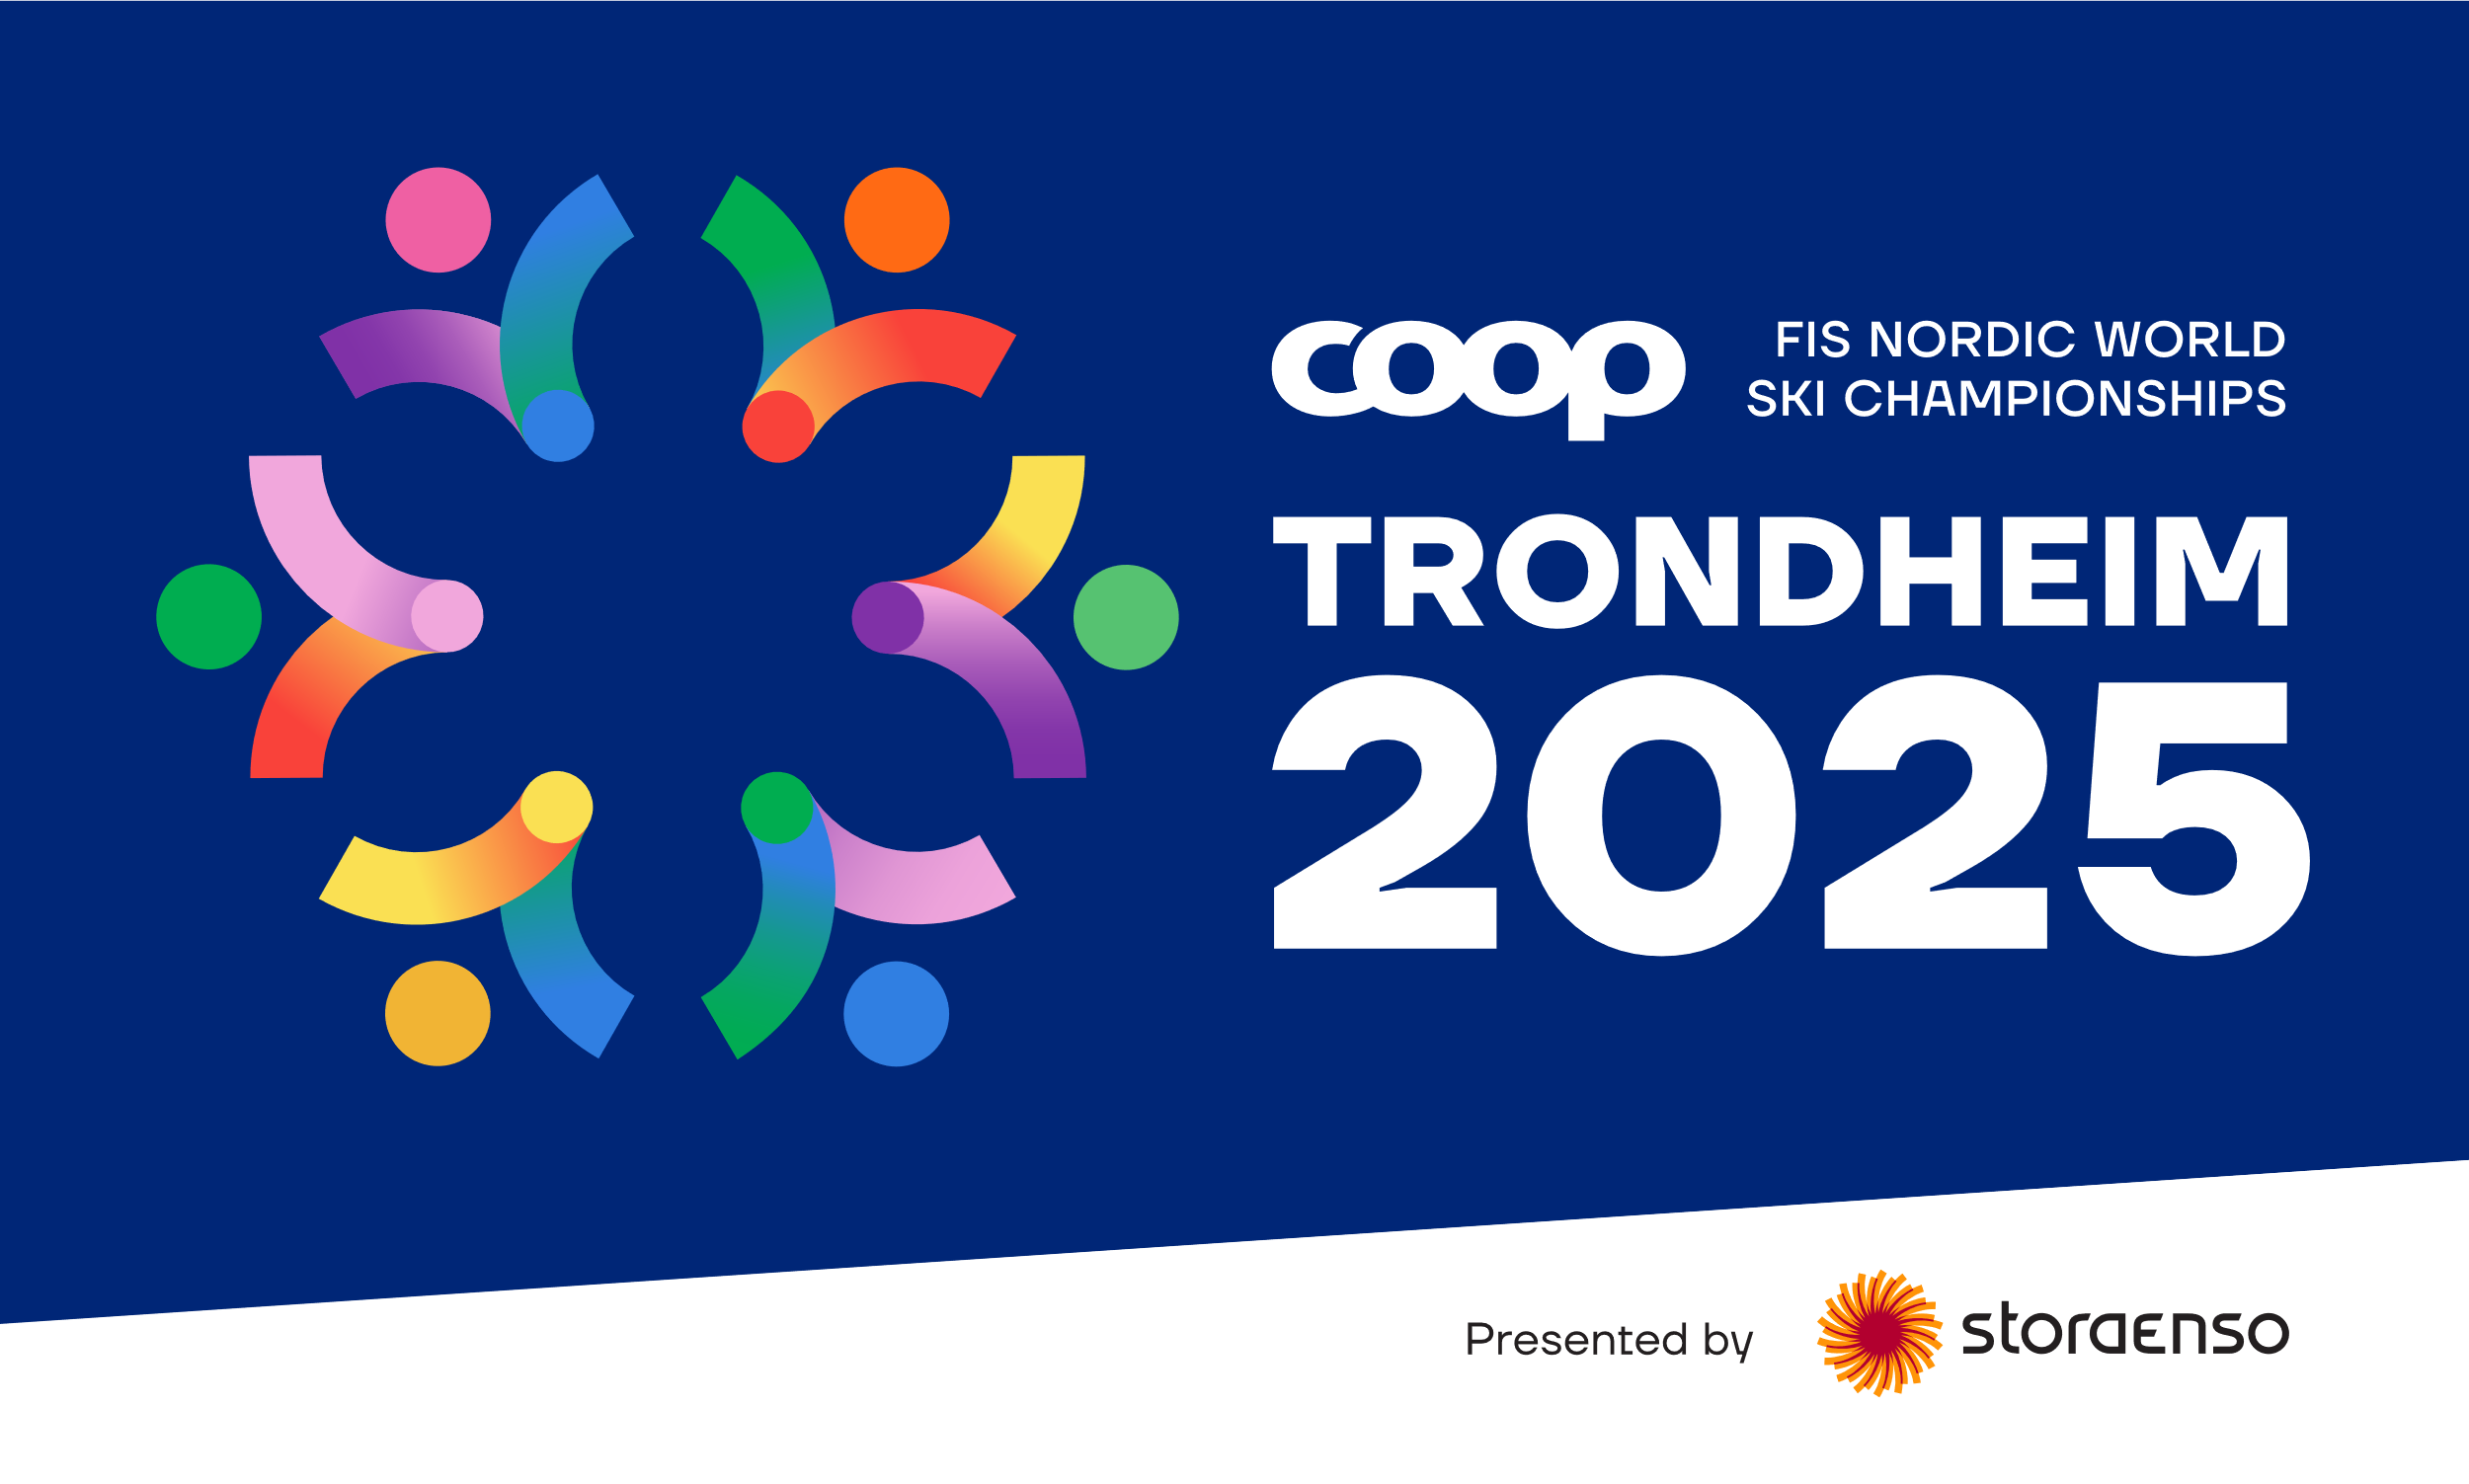 coop
FIS NORDIC WORLD
SKI CHAMPIONSHIPS
TRONDHEIM
2025
Presented by
storaenso